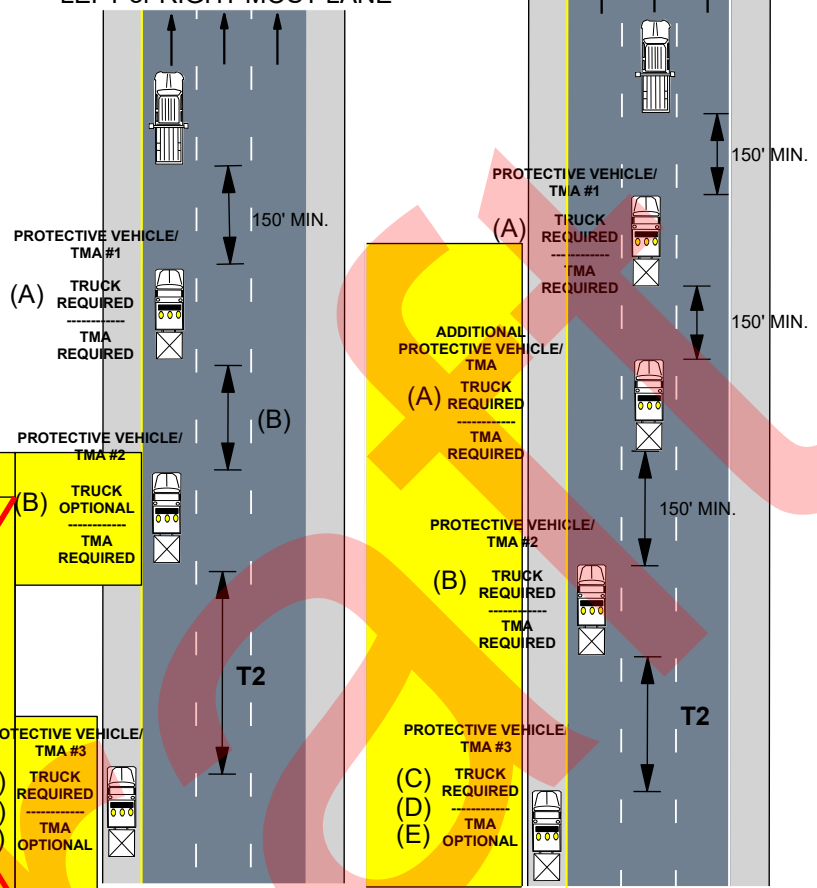 LEFT or RIGHT MOST LANE
150' MIN.
PROTECTIVE VEHICLE/
TMA #1
(A)
TRUCK
REQUIRED
------------
TMA
REQUIRED
(B)
PROTECTIVE VEHICLE/
TMA #2
(B)
TRUCK
OPTIONAL
------------
TMA
REQUIRED
T2
PROTECTIVE VEHICLE/
TMA #3
TRUCK
REQUIRED
------------
TMA
OPTIONAL
150' MIN.
PROTECTIVE VEHICLE/
TMA #1
(A)
TRUCK
REQUIRED
------------
TMA
REQUIRED
150' MIN.
ADDITIONAL
PROTECTIVE VEHICLE/
TMA
(A)
TRUCK
REQUIRED
------------
TMA
REQUIRED
150' MIN.
PROTECTIVE VEHICLE/
TMA #2
(B)
TRUCK
REQUIRED
------------
TMA
REQUIRED
T2
PROTECTIVE VEHICLE/
TMA #3
(C)
(D)
(E)
TRUCK
REQUIRED
------------
TMA
OPTIONAL